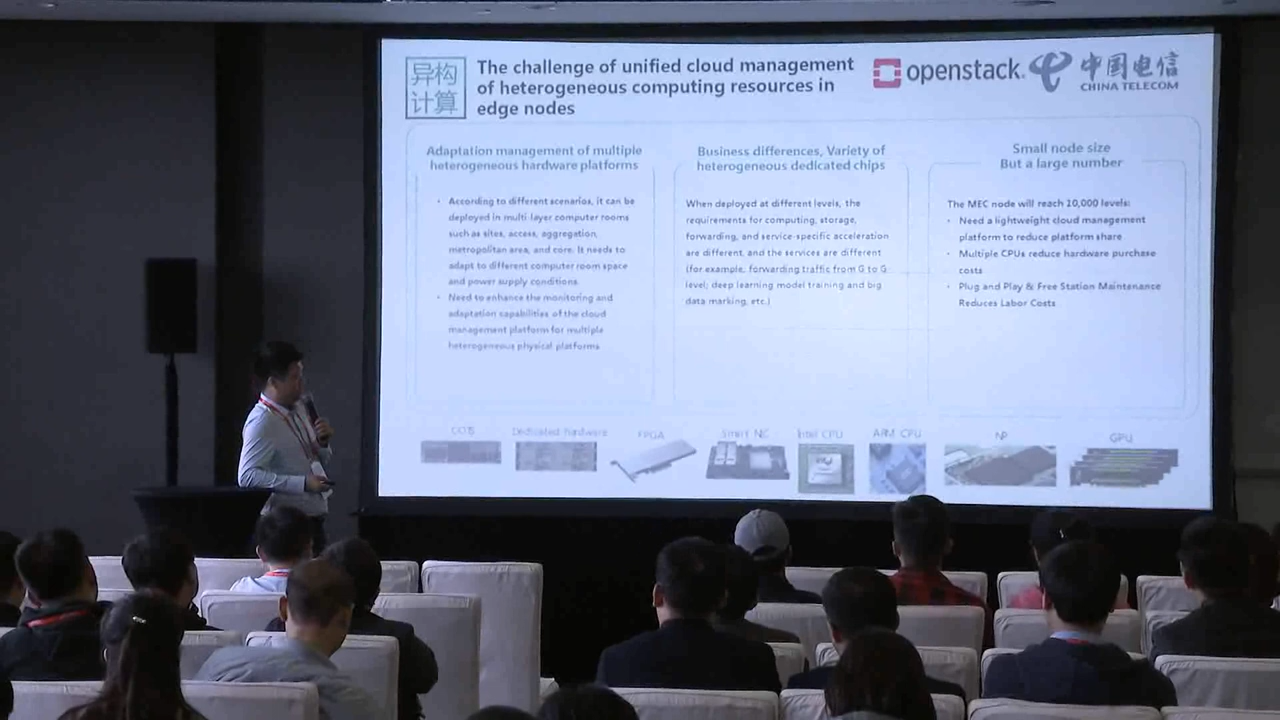 异构
计算
The challenge of unified cloud management
of heterogeneous computing resources in
edge nodes
openstack.
中国电信
CHINA TELECOM
Adaptation management of multiple
heterogeneous hardware platforms
• According to different scenarios, it can be
deployed in multi-layer computer rooms
such as sites, access, aggregation,
metropolitan area, and core. It needs to
adapt to different computer room space
and power supply conditions.
• Need to enhance the monitoring and
adaptation capabilities of the cloud
management platform for multiple
heterogeneous physical platforms
Business differences, Variety of
heterogeneous dedicated chips
When deployed at different levels, the
requirements for computing, storage,
forwarding, and service-specific acceleration
are different, and the services are different
(for example, forwarding traffic from G to G
level; deep learning model training and big
data marking, etc.)
Small node size
But a large number
The MEC node will reach 10,000 levels:
• Need a lightweight cloud management
platform to reduce platform share
• Multiple CPUs reduce hardware purchase
costs
• Plug and Play & Free Station Maintenance
Reduces Labor Costs
COTS
Dedicated hardware
FPGA
Smart NIC
Intel CPU
ARM CPU
NP
GPU